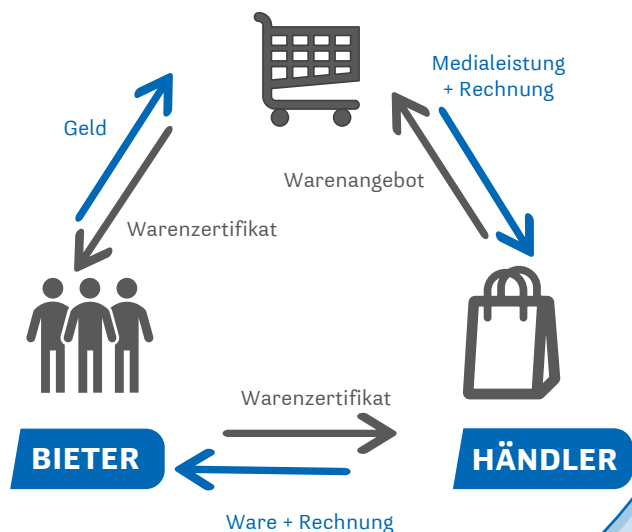 Medialeistung
+ Rechnung
Geld
Warenangebot
Warenzertifikat
Warenzertifikat
BIETER
HÄNDLER
Ware + Rechnung